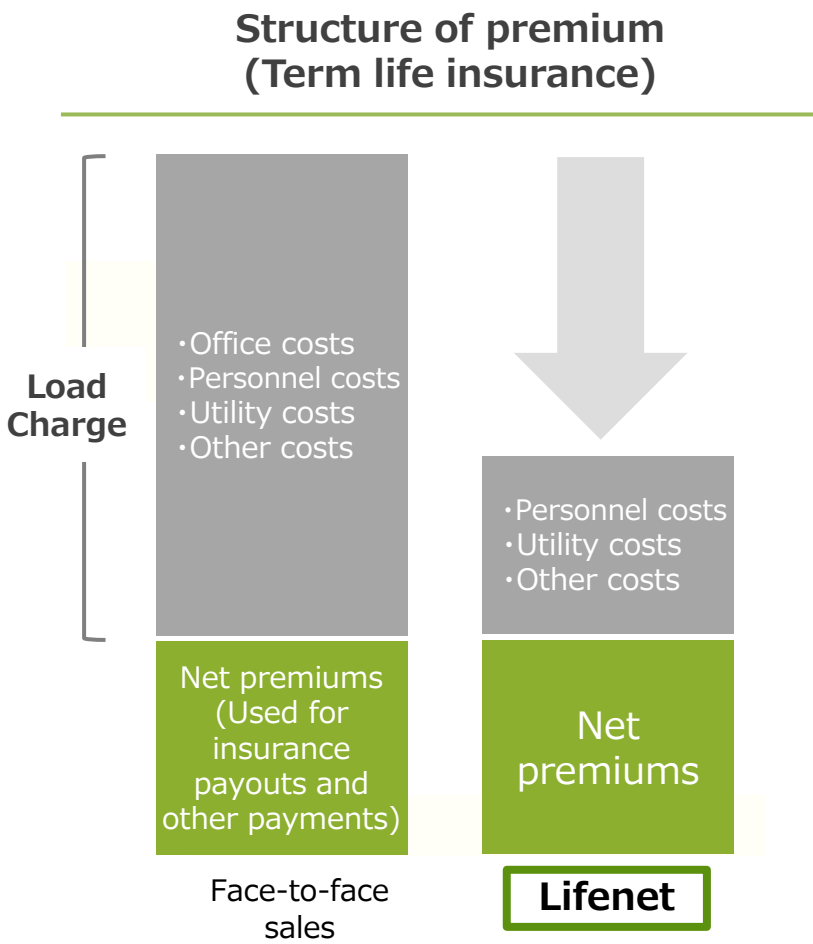 Structure of premium
(Term life insurance)
Load
Charge
・Office costs
・Personnel costs
・Utility costs
・Other costs
Net premiums
(Used for
insurance
payouts and
other payments)
Face-to-face
sales
・Personnel costs
・Utility costs
・Other costs
Net
premiums
Lifenet